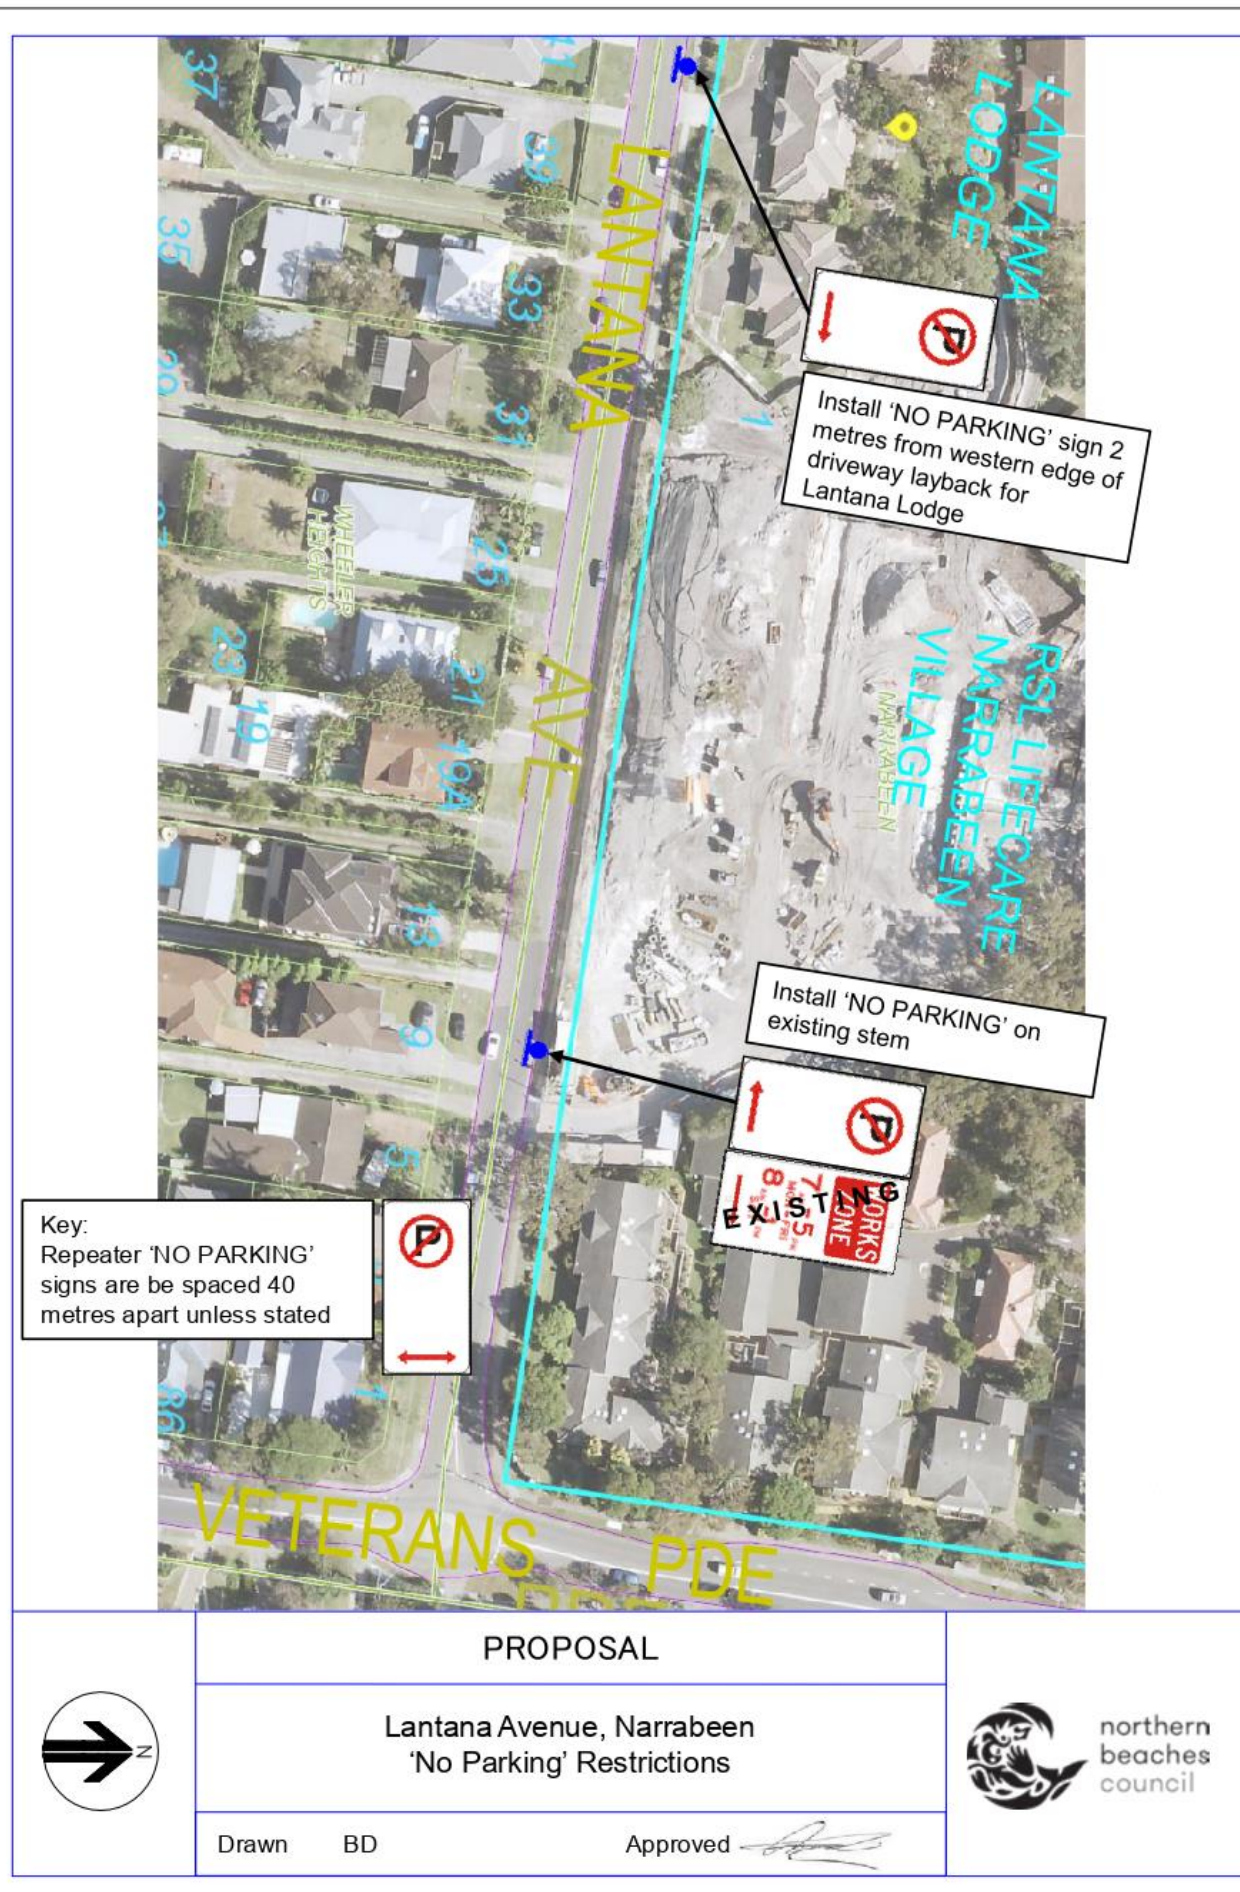 37
41
39
LANTANA
LODGE
35
33
LANTANA
29
31
1
Install ‘NO PARKING’ sign 2
metres from western edge of
driveway layback for
Lantana Lodge
P
WHEELER
HEIGHTS
25
23
21
19
19A
AVE
RSL LIFECARE
NARRABEEN
VILLAGE
NARRABEEN
13
9
Install ‘NO PARKING’ on
existing stem
P
WORKS
ZONE
EXISTING
5
Key:
Repeater ‘NO PARKING’
signs are be spaced 40
metres apart unless stated
P
1
86
VETERANS PDE
PROPOSAL
Lantana Avenue, Narrabeen
‘No Parking’ Restrictions
N
Drawn BD Approved
northern
beaches
council